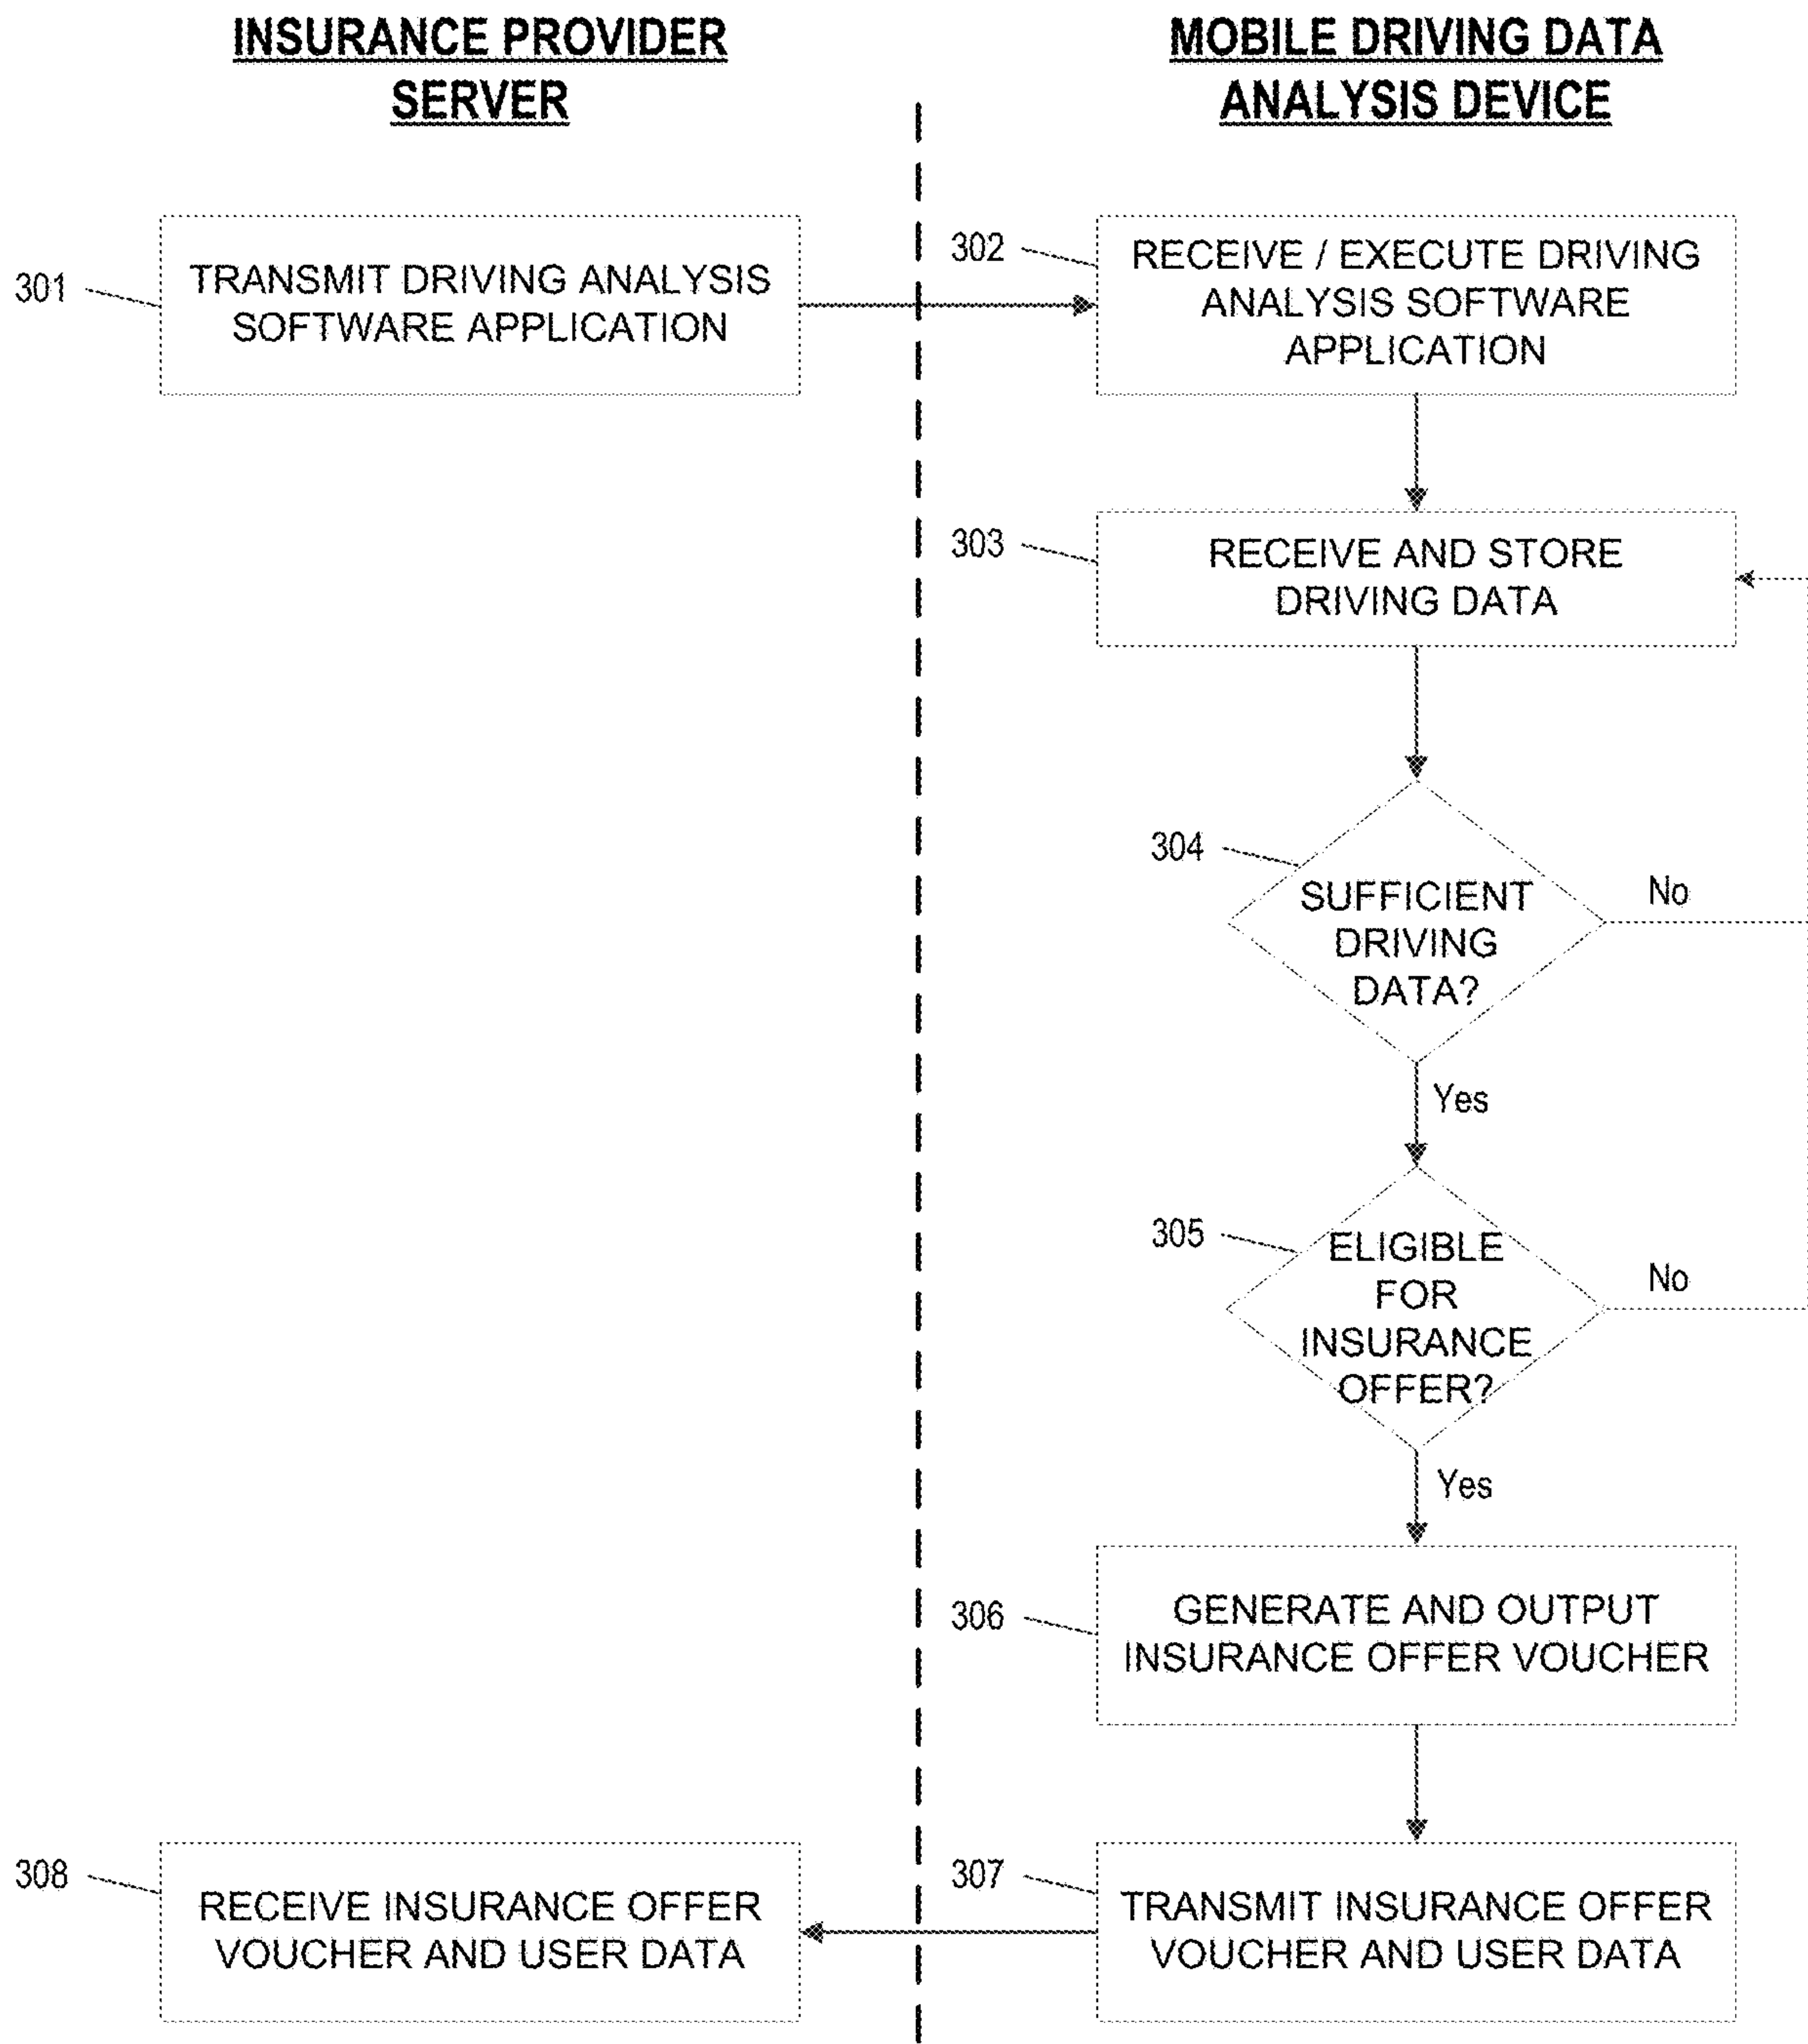 INSURANCE PROVIDER
SERVER
MOBILE DRIVING DATA
ANALYSIS DEVICE
301
TRANSMIT DRIVING ANALYSIS
SOFTWARE APPLICATION
302
RECEIVE / EXECUTE DRIVING
ANALYSIS SOFTWARE
APPLICATION
303
RECEIVE AND STORE
DRIVING DATA
304
SUFFICIENT
DRIVING
DATA?
No
Yes
305
ELIGIBLE
FOR
INSURANCE
OFFER?
No
Yes
306
GENERATE AND OUTPUT
INSURANCE OFFER VOUCHER
307
TRANSMIT INSURANCE OFFER
VOUCHER AND USER DATA
308
RECEIVE INSURANCE OFFER
VOUCHER AND USER DATA